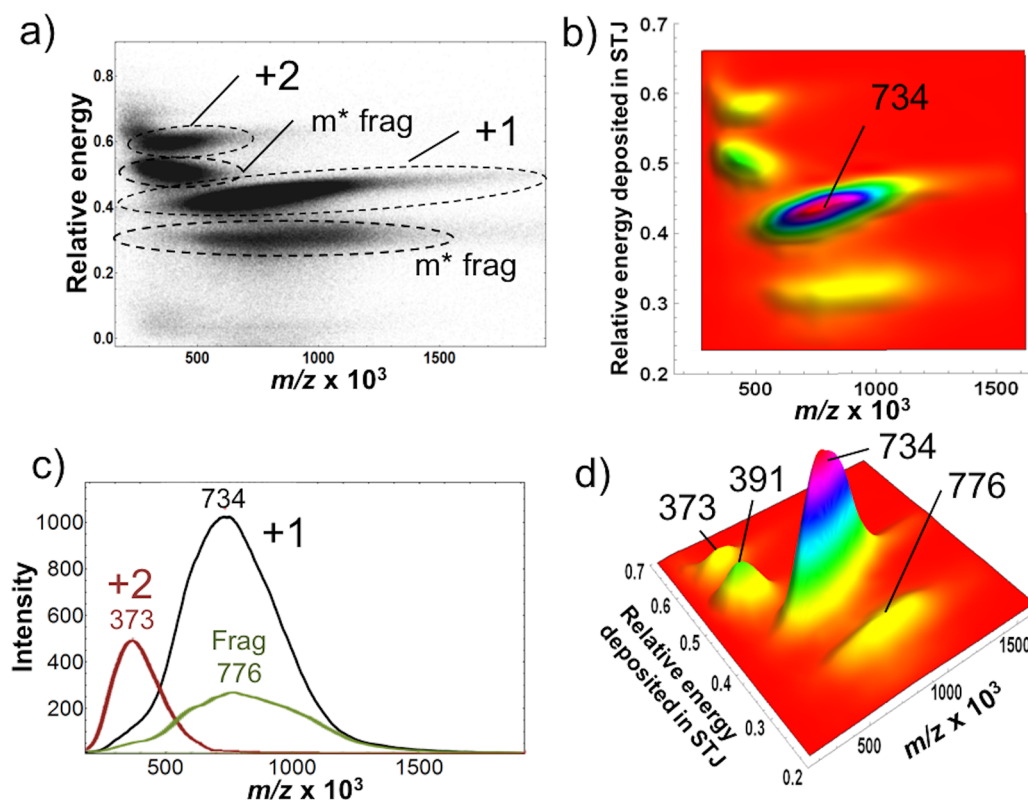 a)
Relative energy
0.8
0.6
0.4
0.2
0.0
+2
m* frag
+1
m* frag
500
1000
1500
m/z x 10³
b)
Relative energy deposited in STJ
0.7
0.6
0.5
0.4
0.3
0.2
734
500
1000
1500
m/z x 10³
c)
Intensity
1000
800
600
400
200
734
+1
+2
373
Frag
776
500
1000
1500
m/z x 10³
d)
734
776
391
373
0.7
0.6
0.5
0.4
0.3
0.2
Relative energy
deposited in STJ
500
1000
1500
m/z x 10³